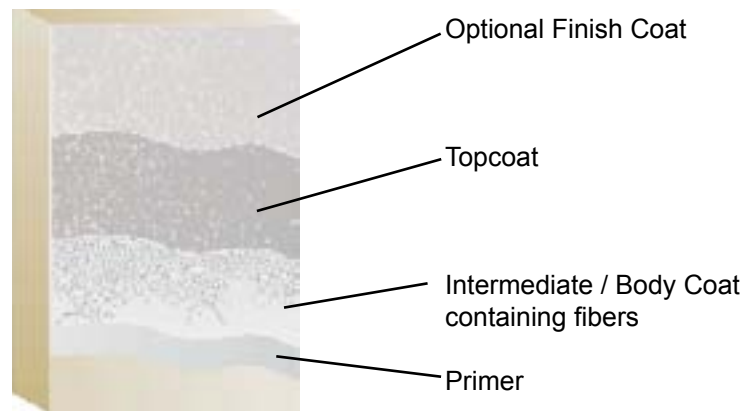 Optional Finish Coat
Topcoat
Intermediate / Body Coat
containing fibers
Primer